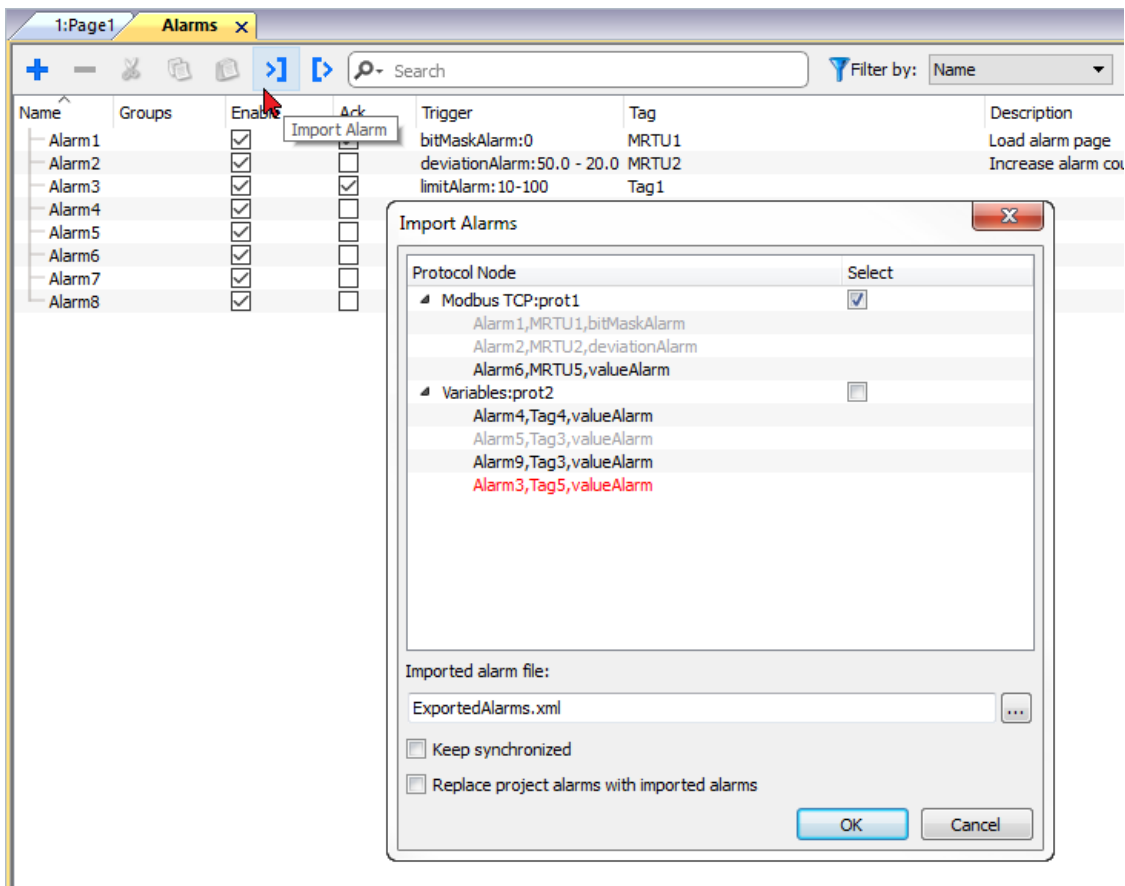 1:Page1 Alarms x
Search Filter by: Name
Name Groups Enable Ack Trigger Tag Description
Import Alarm
Alarm1 bitMaskAlarm:0 MRTU1 Load alarm page
Alarm2 deviationAlarm:50.0 - 20.0 MRTU2 Increase alarm cou
Alarm3 limitAlarm:10-100 Tag1
Alarm4
Alarm5
Alarm6
Alarm7
Alarm8
Import Alarms
Protocol Node Select
Modbus TCP:prot1
Alarm1,MRTU1,bitMaskAlarm
Alarm2,MRTU2,deviationAlarm
Alarm6,MRTU5,valueAlarm
Variables:prot2
Alarm4,Tag4,valueAlarm
Alarm5,Tag3,valueAlarm
Alarm9,Tag3,valueAlarm
Alarm3,Tag5,valueAlarm
Imported alarm file:
ExportedAlarms.xml ...
Keep synchronized
Replace project alarms with imported alarms
OK Cancel